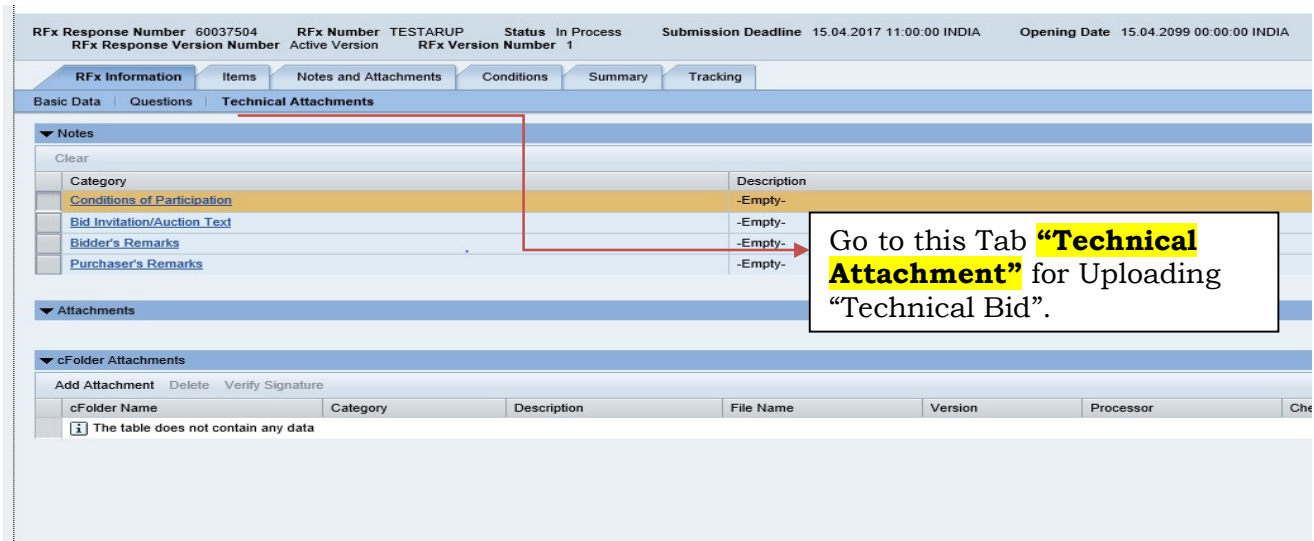 RFx Response Number 60037504 RFx Number TESTARUP Status In Process Submission Deadline 15.04.2017 11:00:00 INDIA Opening Date 15.04.2099 00:00:00 INDIA
RFx Response Version Number Active Version RFx Version Number 1
RFx Information Items Notes and Attachments Conditions Summary Tracking
Basic Data Questions Technical Attachments
Notes
Clear
Category Description
Conditions of Participation -Empty-
Bid Invitation/Auction Text -Empty-
Bidder's Remarks -Empty-
Purchaser's Remarks -Empty-
Go to this Tab “Technical
Attachment” for Uploading
“Technical Bid”.
Attachments
cFolder Attachments
Add Attachment Delete Verify Signature
cFolder Name Category Description File Name Version Processor Che
The table does not contain any data